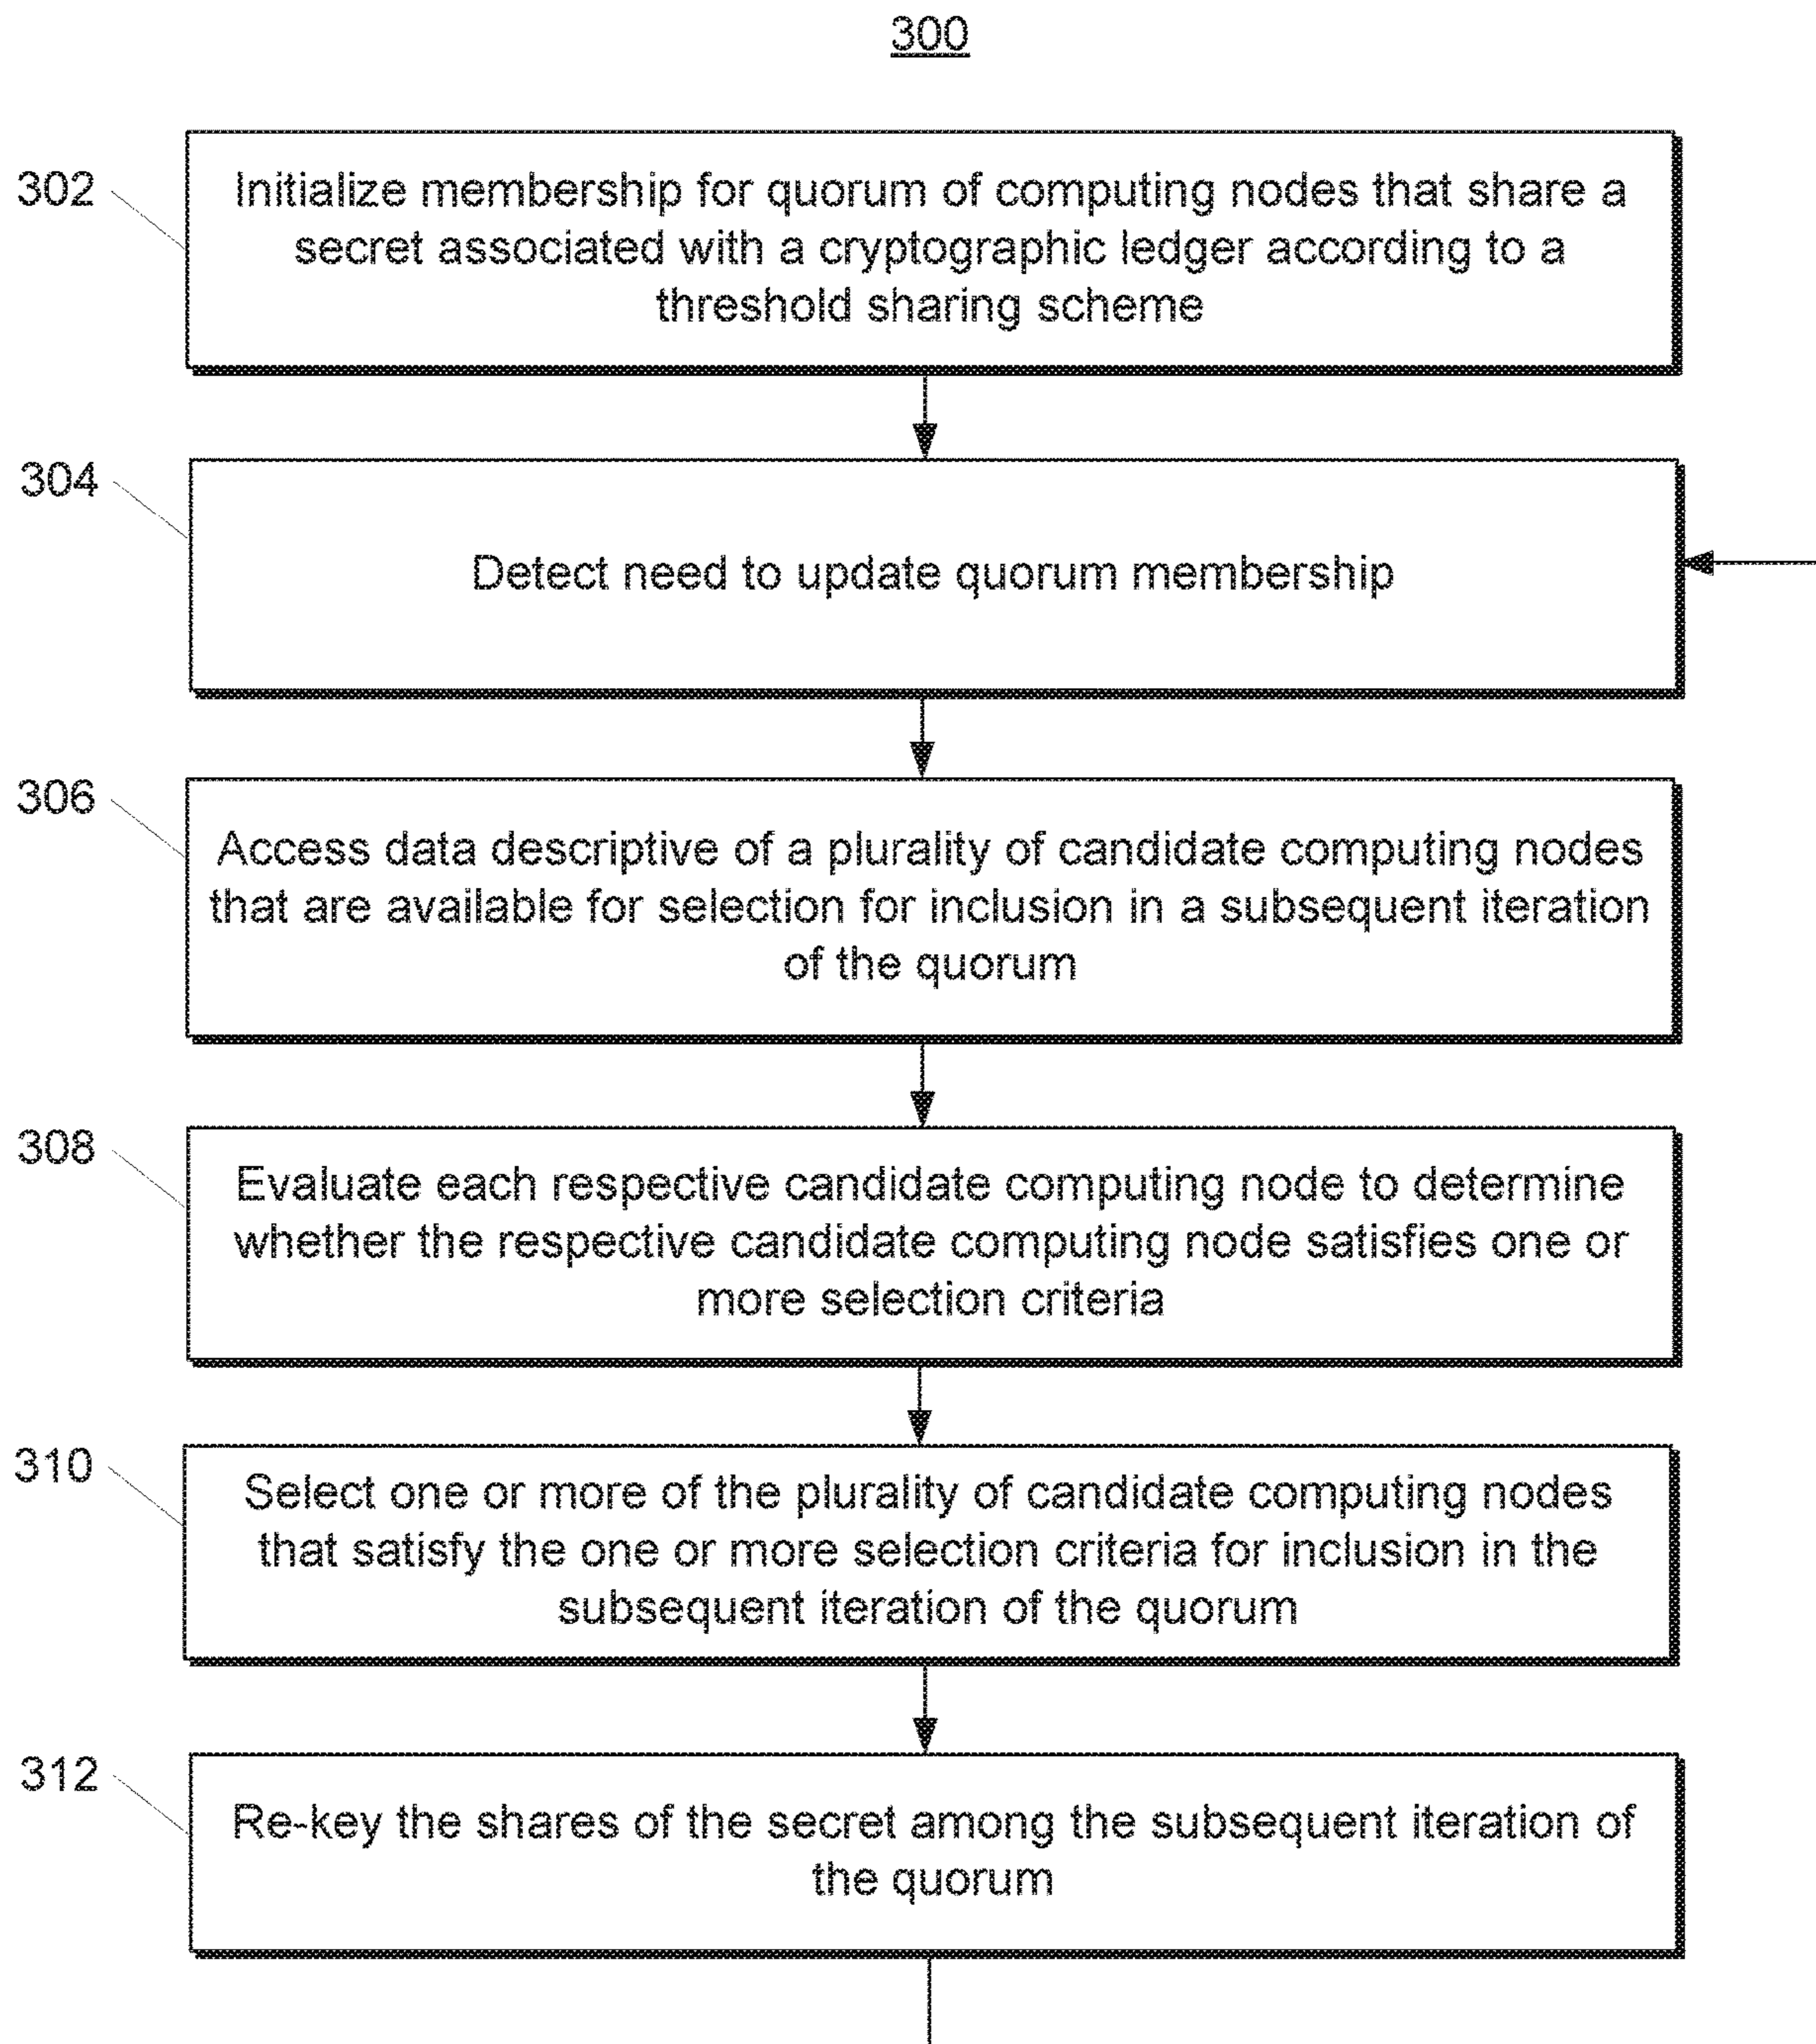 300
302
Initialize membership for quorum of computing nodes that share a
secret associated with a cryptographic ledger according to a
threshold sharing scheme
304
Detect need to update quorum membership
306
Access data descriptive of a plurality of candidate computing nodes
that are available for selection for inclusion in a subsequent iteration
of the quorum
308
Evaluate each respective candidate computing node to determine
whether the respective candidate computing node satisfies one or
more selection criteria
310
Select one or more of the plurality of candidate computing nodes
that satisfy the one or more selection criteria for inclusion in the
subsequent iteration of the quorum
312
Re-key the shares of the secret among the subsequent iteration of
the quorum